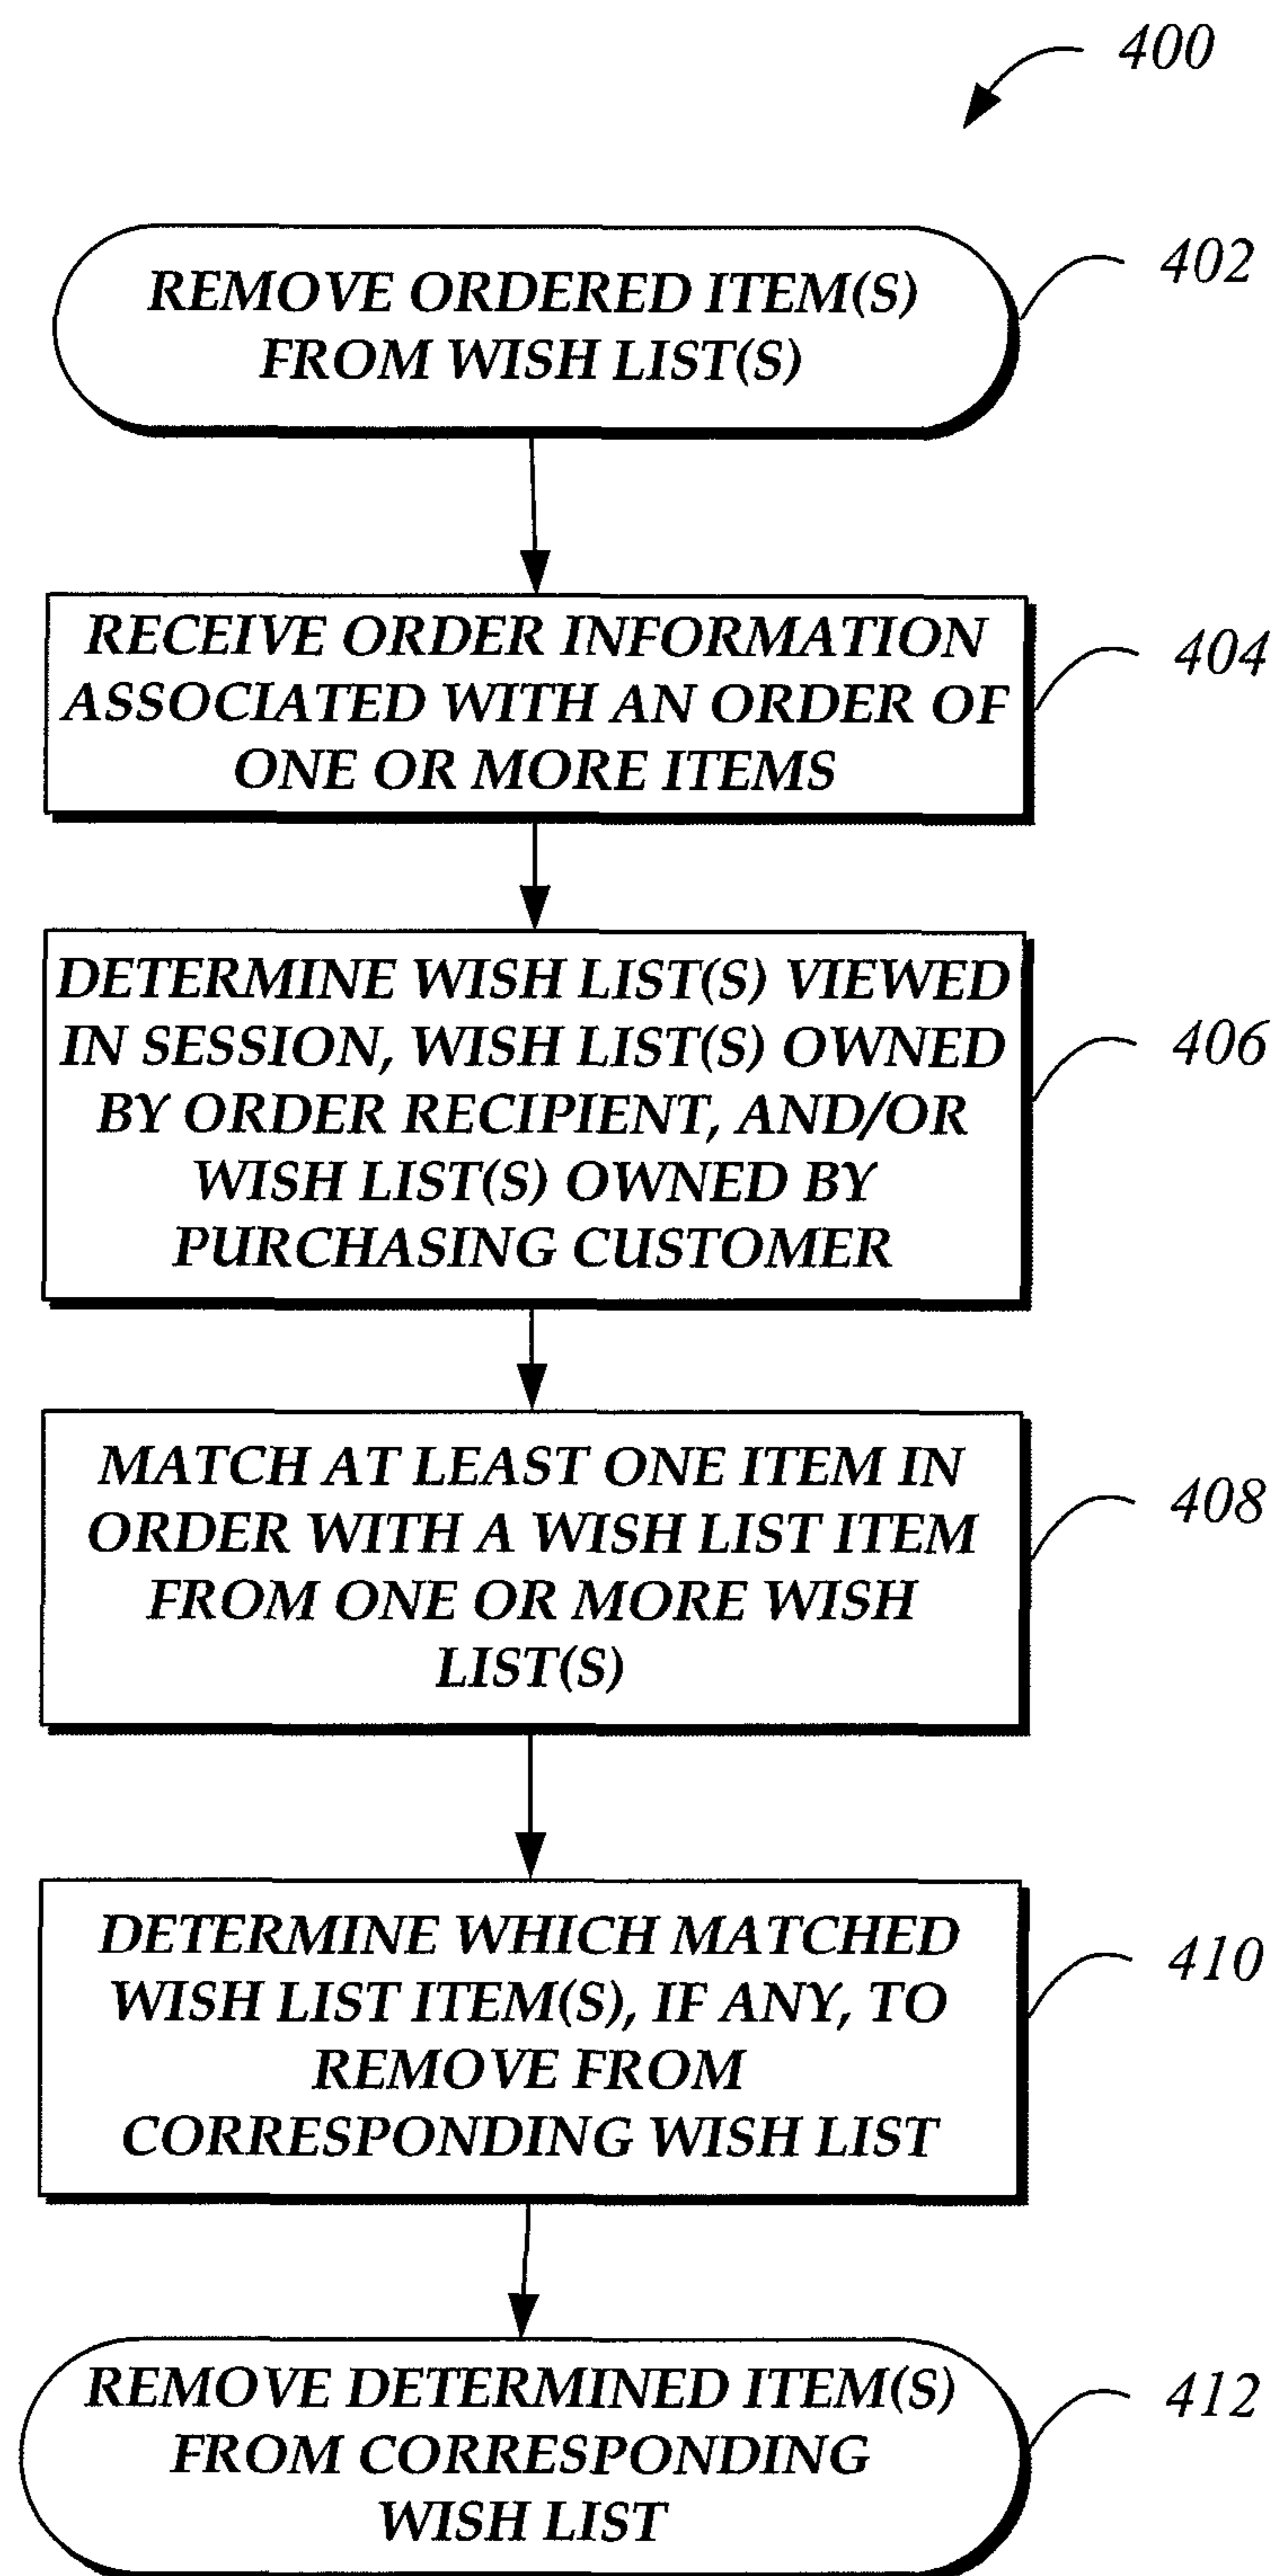 400
REMOVE ORDERED ITEM(S)
FROM WISH LIST(S)
402
RECEIVE ORDER INFORMATION
ASSOCIATED WITH AN ORDER OF
ONE OR MORE ITEMS
404
DETERMINE WISH LIST(S) VIEWED
IN SESSION, WISH LIST(S) OWNED
BY ORDER RECIPIENT, AND/OR
WISH LIST(S) OWNED BY
PURCHASING CUSTOMER
406
MATCH AT LEAST ONE ITEM IN
ORDER WITH A WISH LIST ITEM
FROM ONE OR MORE WISH
LIST(S)
408
DETERMINE WHICH MATCHED
WISH LIST ITEM(S), IF ANY, TO
REMOVE FROM
CORRESPONDING WISH LIST
410
REMOVE DETERMINED ITEM(S)
FROM CORRESPONDING
WISH LIST
412